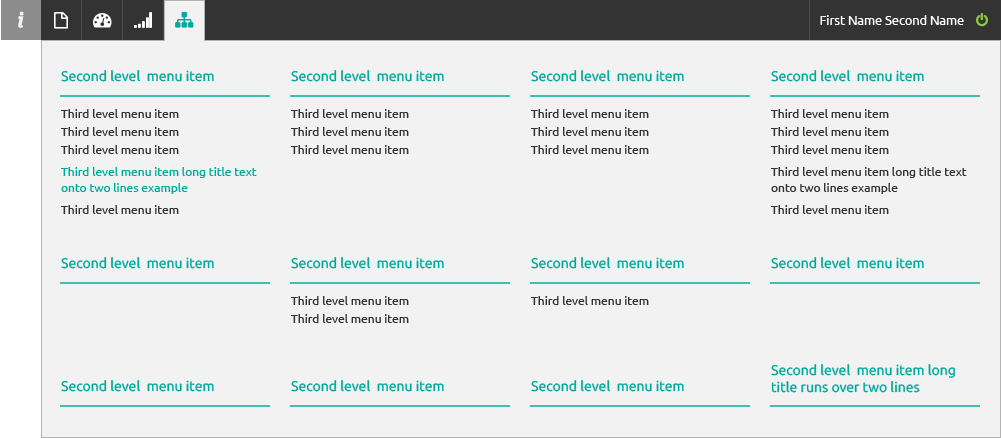 i
First Name Second Name
Second level menu item
Third level menu item
Third level menu item
Third level menu item
Third level menu item long title text
onto two lines example
Third level menu item
Second level menu item
Third level menu item
Third level menu item
Third level menu item
Second level menu item
Third level menu item
Third level menu item
Third level menu item
Second level menu item
Third level menu item
Third level menu item
Third level menu item
Third level menu item long title text
onto two lines example
Third level menu item
Second level menu item
Second level menu item
Third level menu item
Third level menu item
Second level menu item
Third level menu item
Second level menu item
Second level menu item
Second level menu item
Second level menu item
Second level menu item long
title runs over two lines